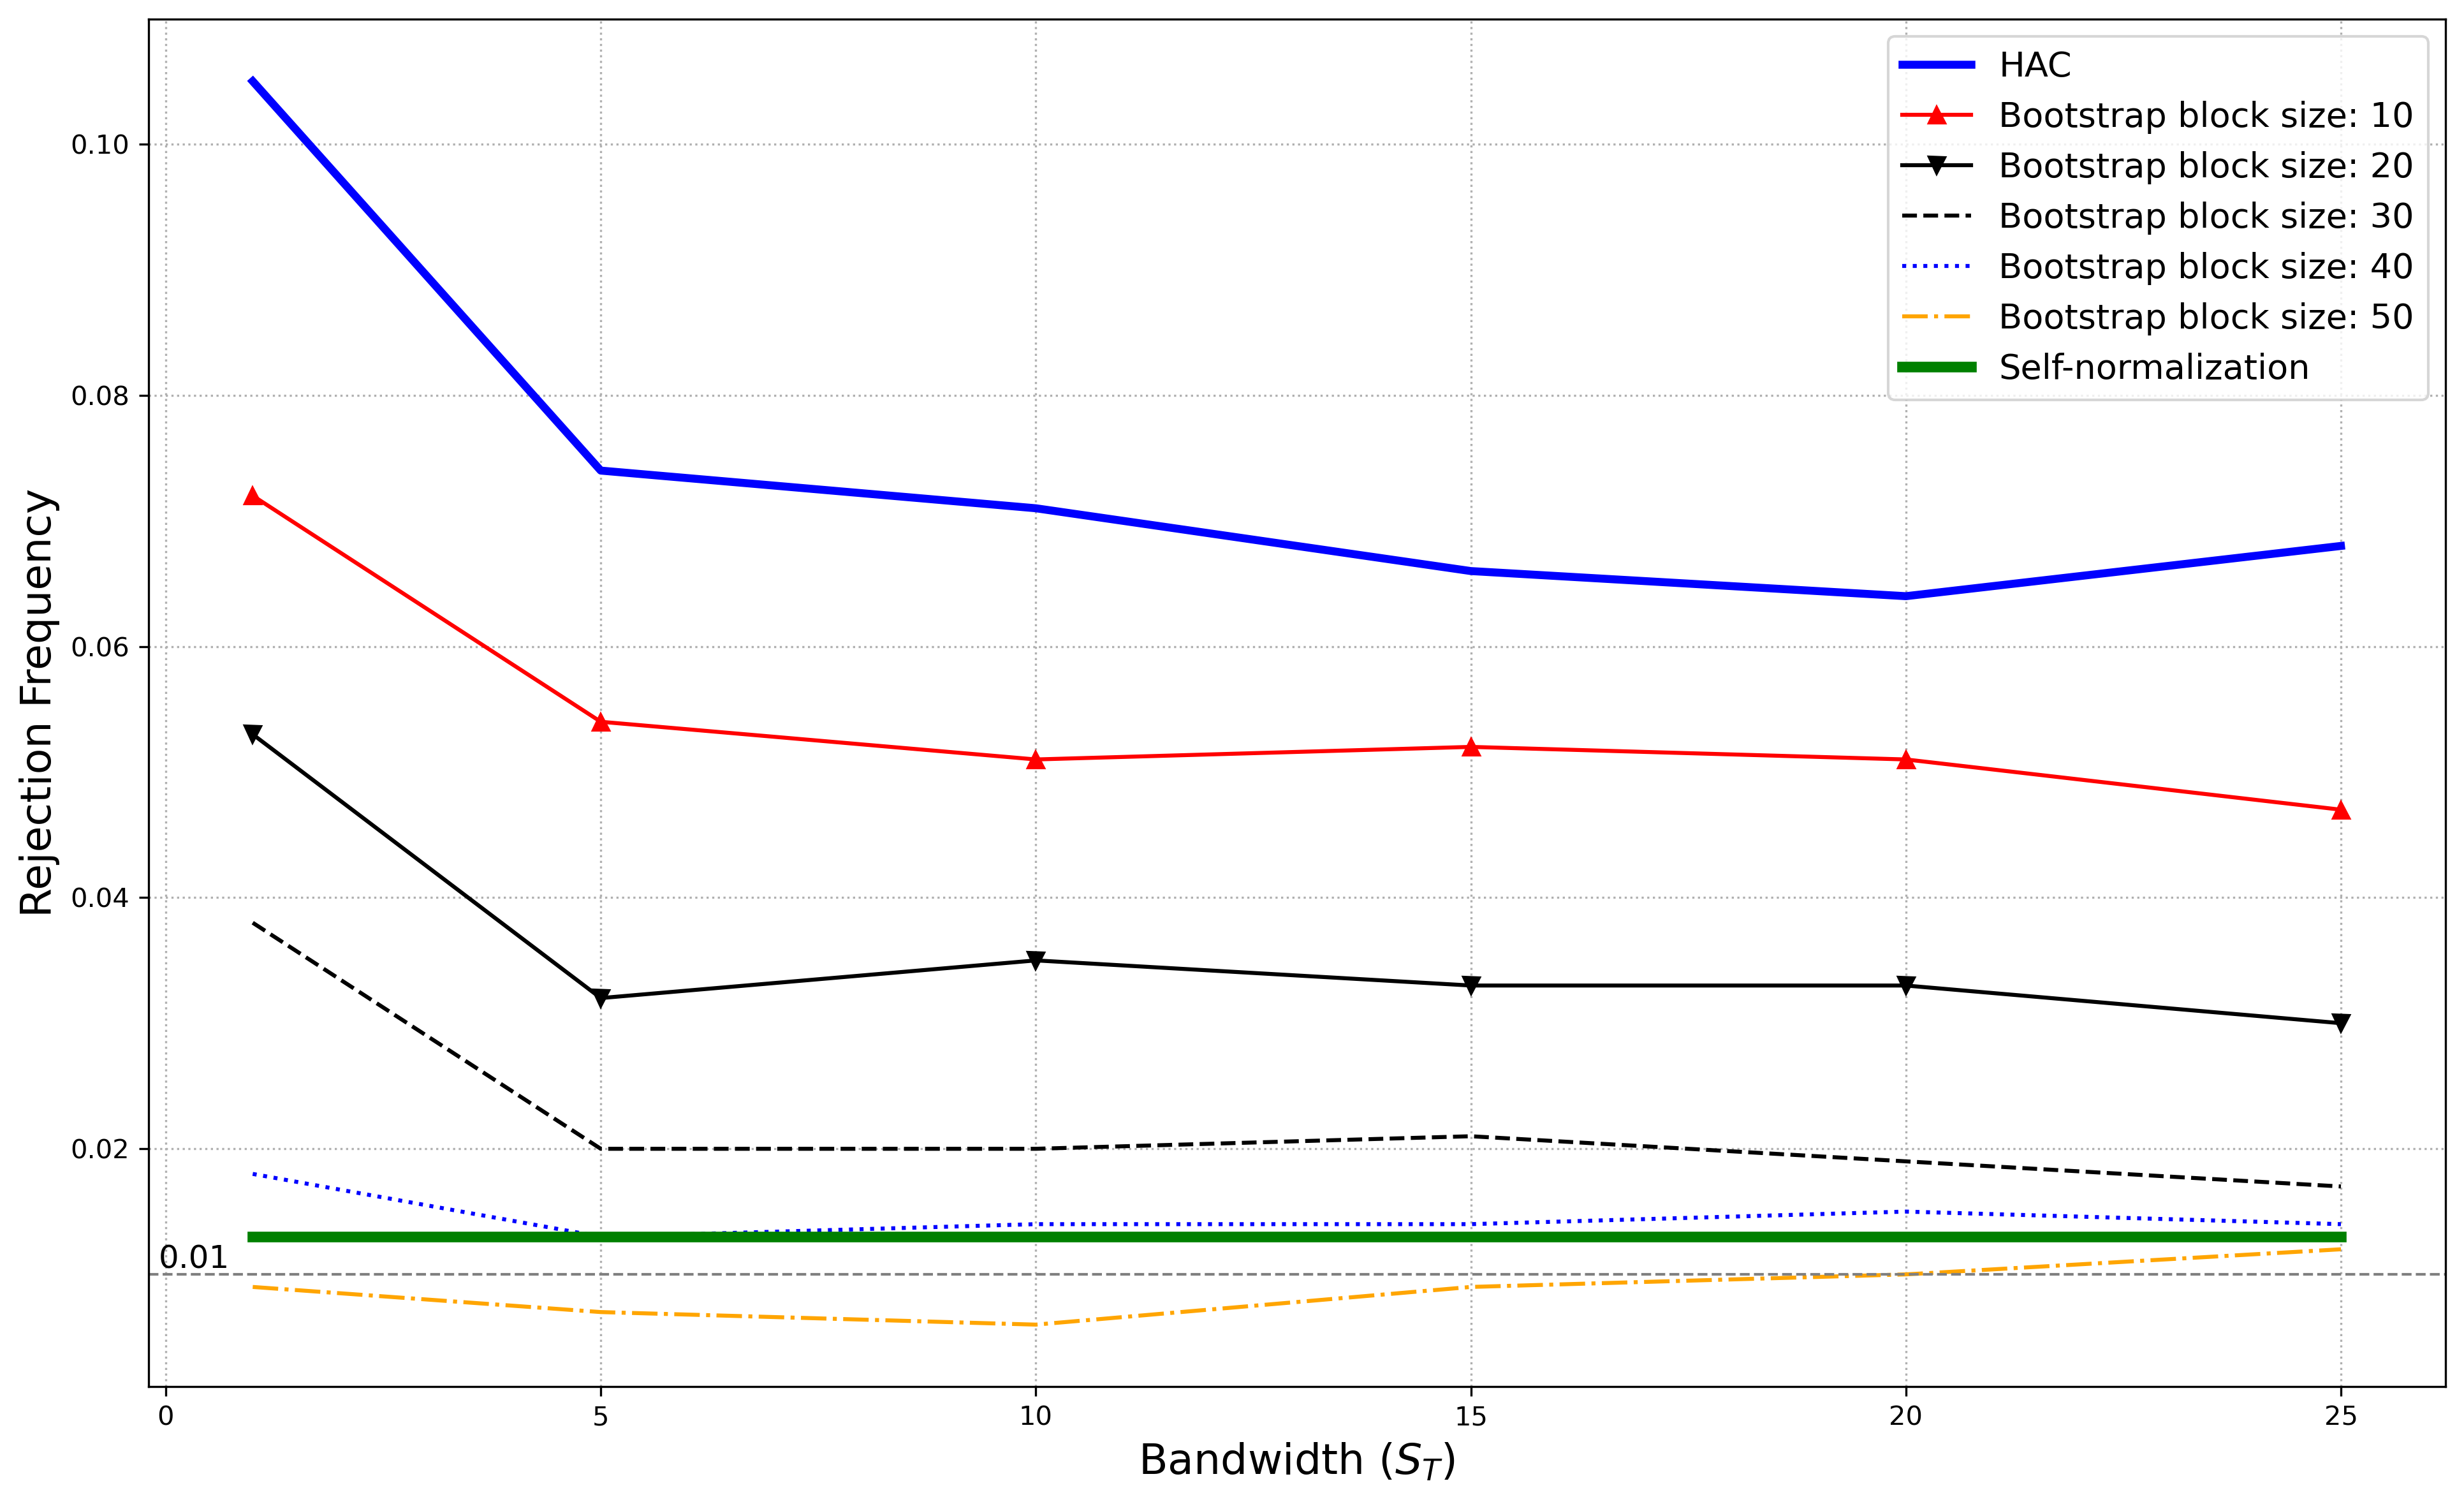 HAC
Bootstrap block size: 10
Bootstrap block size: 20
Bootstrap block size: 30
Bootstrap block size: 40
Bootstrap block size: 50
Self-normalization
Rejection Frequency
0.10
0.08
0.06
0.04
0.02
0.01
0 5 10 15 20 25
Bandwidth (S_T)